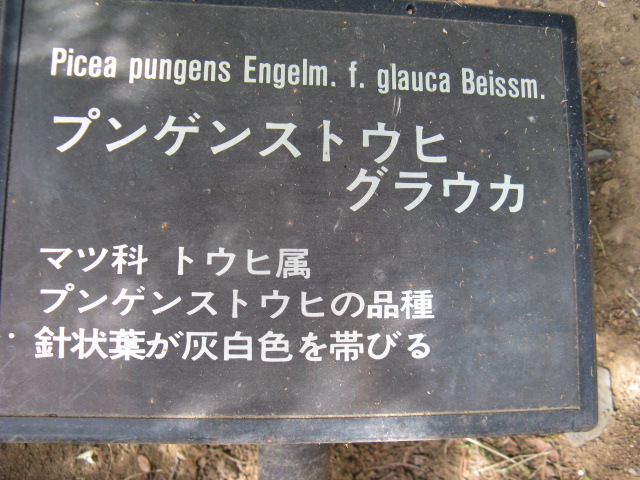 Picea pungens Engelm. f. glauca Beissm.
プンゲンストウヒ
グラウカ
マツ科 トウヒ属
プンゲンストウヒの品種
針状葉が灰白色を帯びる